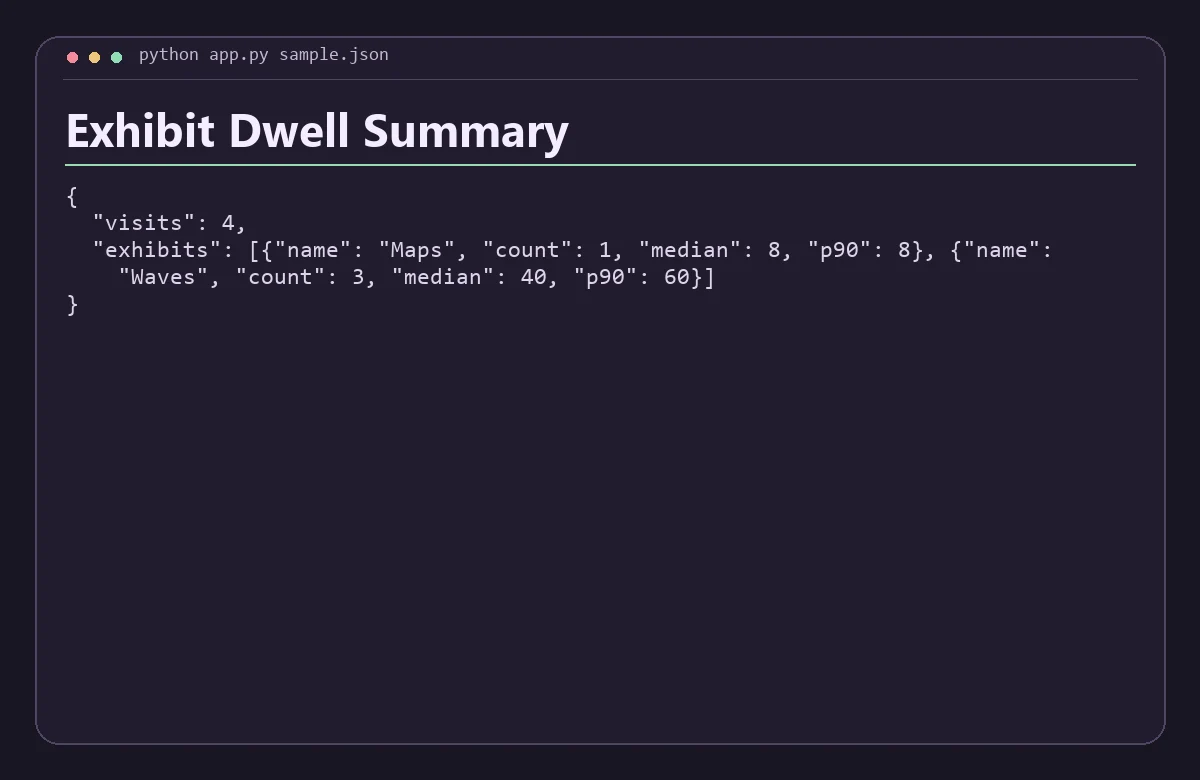 python app.py sample.json
Exhibit Dwell Summary
{
"visits": 4,
"exhibits": [{"name": "Maps", "count": 1, "median": 8, "p90": 8}, {"name":
"Waves", "count": 3, "median": 40, "p90": 60}]
}